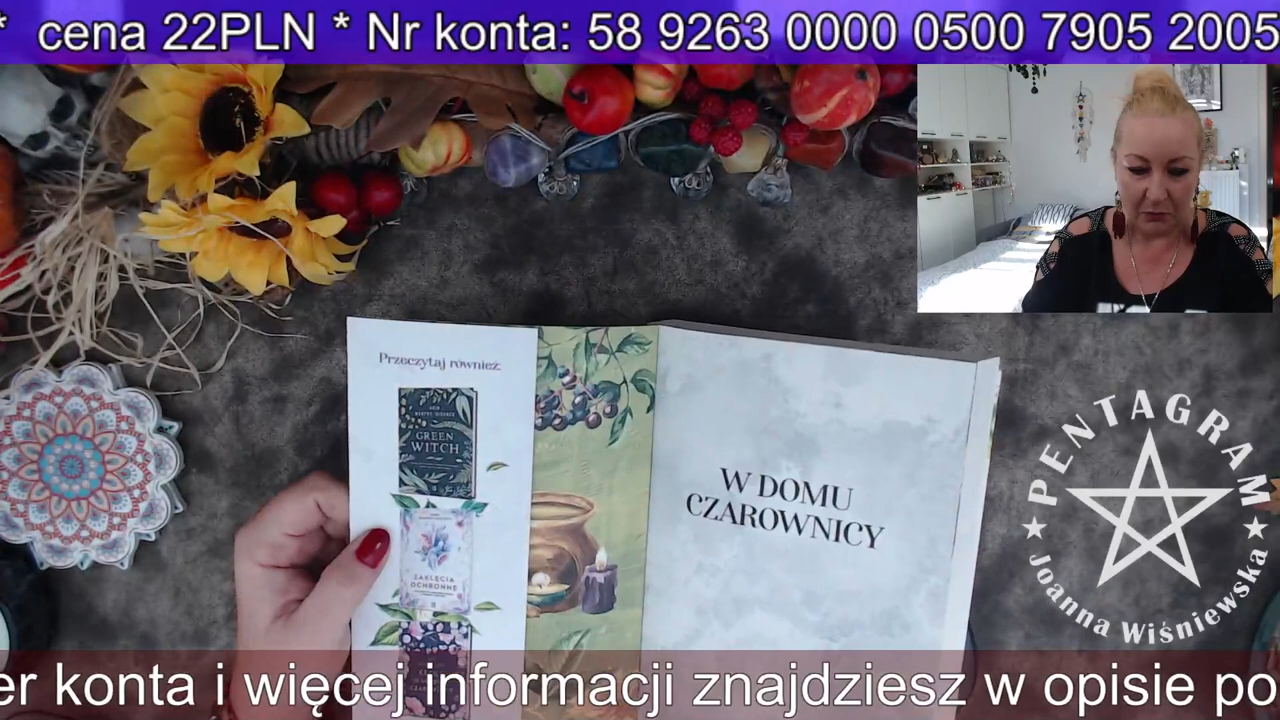 * cena 22PLN * Nr konta: 58 9263 0000 0500 7905 2005
Przeczytaj również:
GREEN
WITCH
ZAKLĘCIA
OCHRONNE
W DOMU
CZAROWNICY
PENTAGRAM
Joanna Wiśniewska
er konta i więcej informacji znajdziesz w opisie po